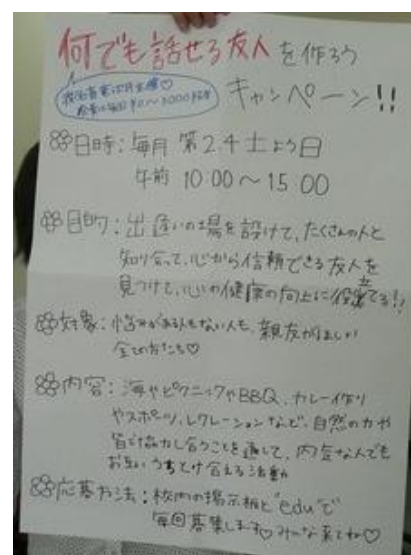 何でも話せる友人を作ろう
キャンペーン!!
日時:毎月 第2.4 土よう日
午前 10:00〜15:00
目的:出逢いの場を設けて、たくさんの人と
知り合って、心から信頼できる友人を
見つけて、心の健康の向上に役立てる!!
対象:悩みがある人もない人も、親友がほしい
全ての方たち♡
内容:海やピクニックやBBQ、カレー作り
やスポーツ、レクレーションなど、自然の力や
皆で協力し合うことを通して、内気な人でも
お互いうちとけ合える活動
応募方法:校内の掲示板と"edu"で
毎回募集します♡みんな来てね♡